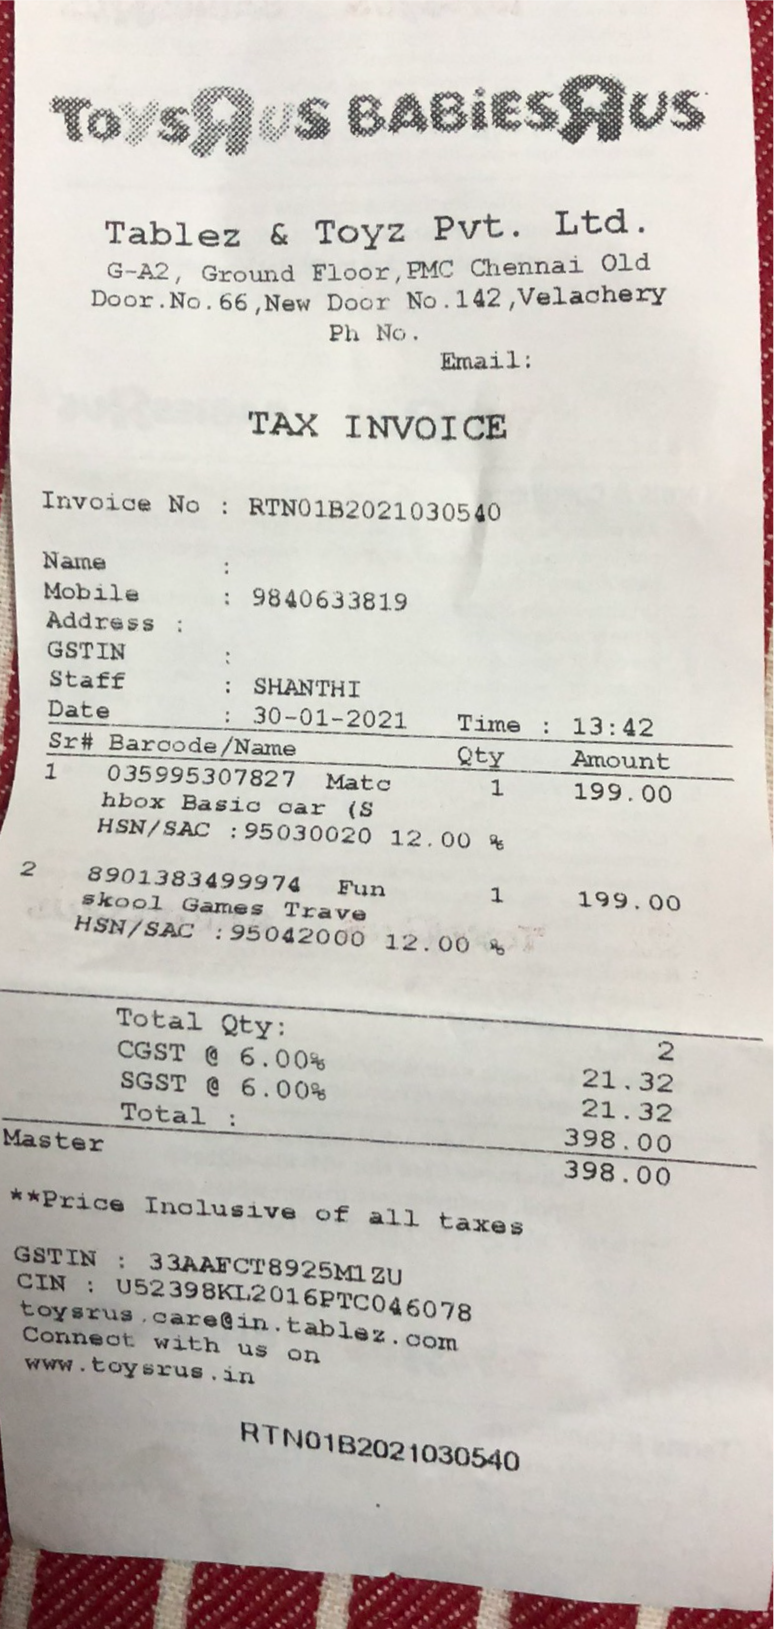 TOYSRUS BABIESRUS
Tablez & Toyz Pvt. Ltd.
G-A2, Ground Floor,PMC Chennai Old
Door.No.66,New Door No.142,Velachery
Ph No.
Email:
TAX INVOICE
Invoice No : RTN01B2021030540
Name :
Mobile : 9840633819
Address :
GSTIN :
Staff : SHANTHI
Date : 30-01-2021 Time : 13:42
Sr# Barcode/Name Qty Amount
1 035995307827 Matc 1 199.00
hbox Basic car (S
HSN/SAC :95030020 12.00 %
2 8901383499974 Fun 1 199.00
skool Games Trave
HSN/SAC :95042000 12.00 %
Total Qty: 2
CGST @ 6.00% 21.32
SGST @ 6.00% 21.32
Total : 398.00
Master 398.00
**Price Inclusive of all taxes
GSTIN : 33AAFCT8925M1ZU
CIN : U52398KL2016PTC046078
toysrus.care@in.tablez.com
Connect with us on
www.toysrus.in
RTN01B2021030540